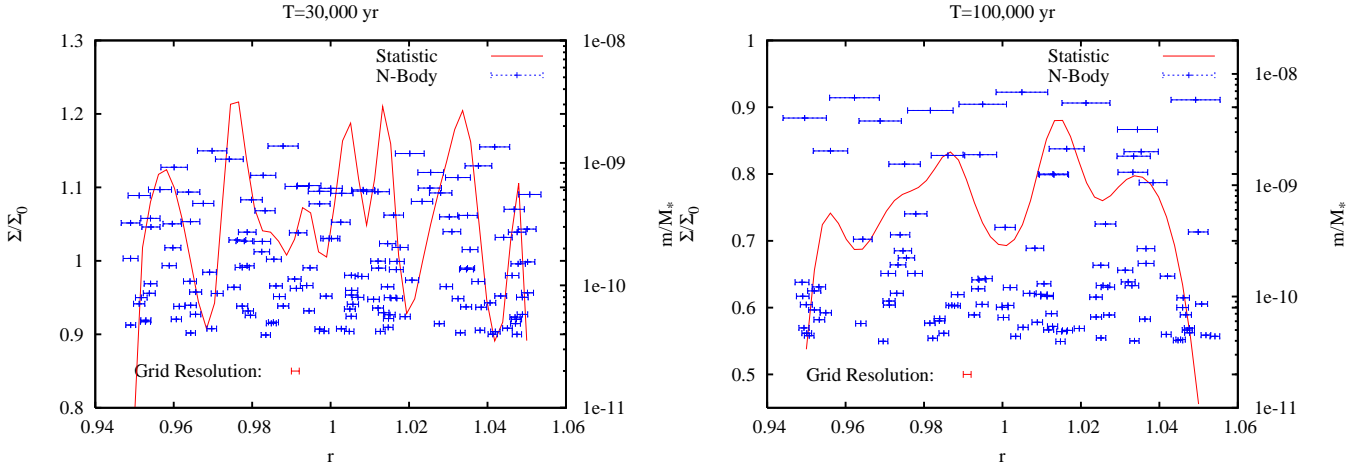 T=30,000 yr
T=100,000 yr
1.3
1.2
1.1
1
0.9
0.8
Σ/Σ0
1e-08
1e-09
1e-10
1e-11
m/M*
Statistic
N-Body
Grid Resolution:
0.94 0.96 0.98 1 1.02 1.04 1.06
r
1
0.9
0.8
0.7
0.6
0.5
Σ/Σ0
1e-08
1e-09
1e-10
1e-11
m/M*
Statistic
N-Body
Grid Resolution:
0.94 0.96 0.98 1 1.02 1.04 1.06
r